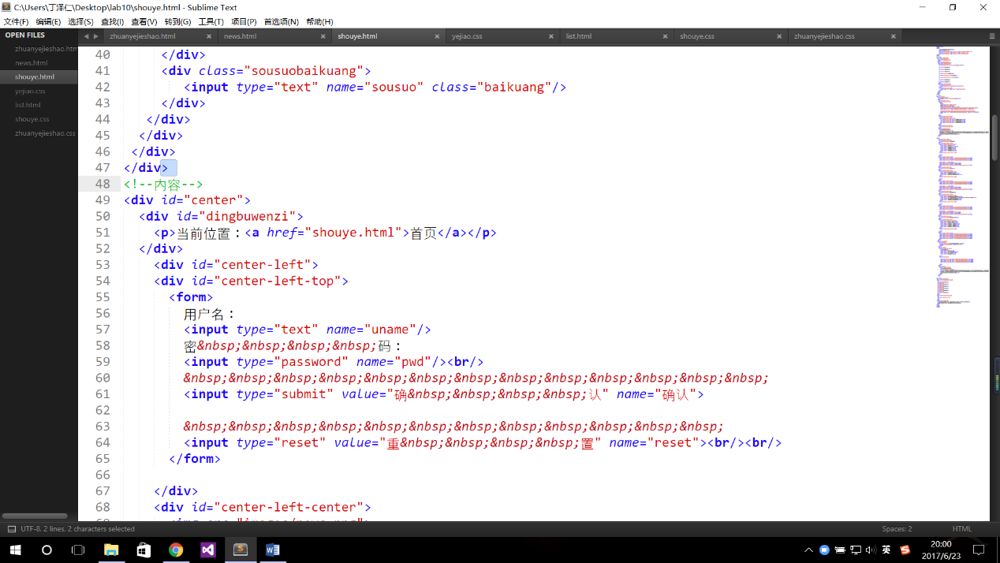 C:\Users\丁泽仁\Desktop\lab10\shouye.html - Sublime Text
文件(F) 编辑(E) 选择(S) 查找(I) 查看(V) 转到(G) 工具(T) 项目(P) 首选项(N) 帮助(H)
OPEN FILES
zhuanyejieshao.htm
news.html
shouye.html
yejiao.css
list.html
shouye.css
zhuanyejieshao.css
zhuanyejieshao.html × news.html × shouye.html × yejiao.css × list.html × shouye.css × zhuanyejieshao.css ×
40 </div>
41 <div class="sousuobaikuang">
42 <input type="text" name="sousuo" class="baikuang"/>
43 </div>
44 </div>
45 </div>
46 </div>
47 </div>
48 <!--内容-->
49 <div id="center">
50 <div id="dingbuwenzi">
51 <p>当前位置：<a href="shouye.html">首页</a></p>
52 </div>
53 <div id="center-left">
54 <div id="center-left-top">
55 <form>
56 用户名：
57 <input type="text" name="uname"/>
58 密&nbsp;&nbsp;&nbsp;&nbsp;码：
59 <input type="password" name="pwd"/><br/>
60 &nbsp;&nbsp;&nbsp;&nbsp;&nbsp;&nbsp;&nbsp;&nbsp;&nbsp;&nbsp;&nbsp;&nbsp;&nbsp;
61 <input type="submit" value="确&nbsp;&nbsp;&nbsp;&nbsp;认" name="确认">
62
63 &nbsp;&nbsp;&nbsp;&nbsp;&nbsp;&nbsp;&nbsp;&nbsp;&nbsp;&nbsp;&nbsp;&nbsp;
64 <input type="reset" value="重&nbsp;&nbsp;&nbsp;&nbsp;置" name="reset"><br/><br/>
65 </form>
66
67 </div>
68 <div id="center-left-center">
UTF-8, 2 lines, 2 characters selected
Spaces: 2
HTML
英
20:00
2017/6/23